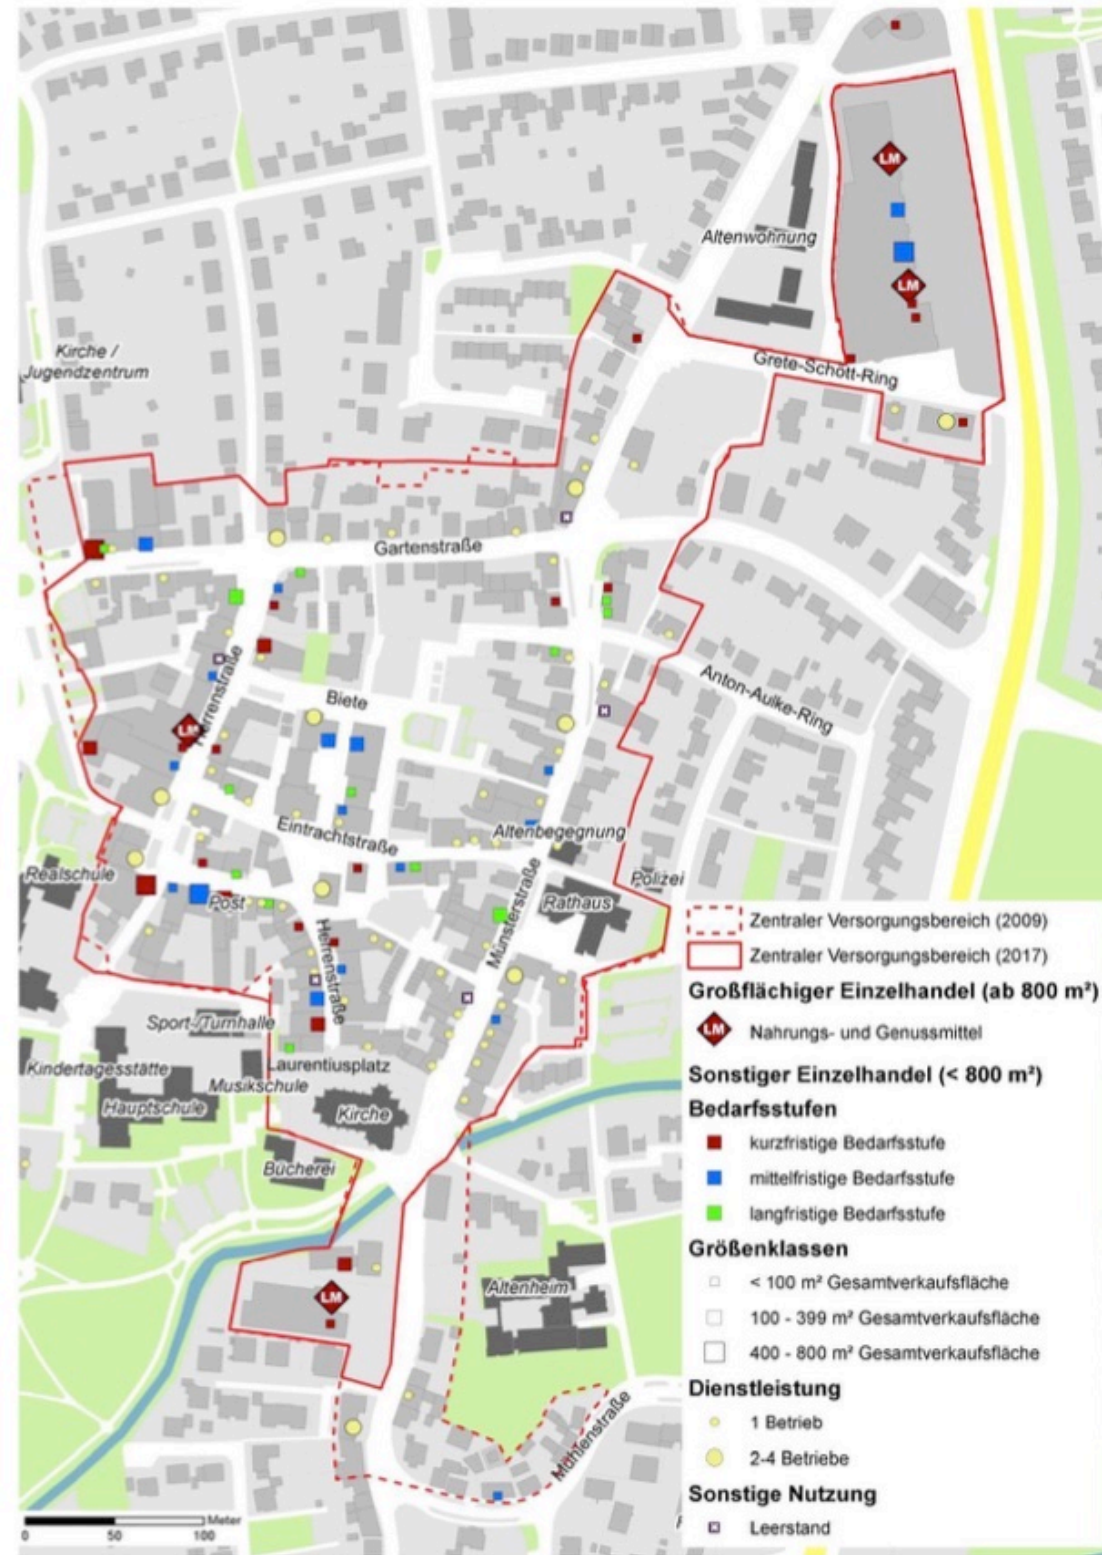 LM
Altenwohnung
LM
Kirche /
Jugendzentrum
Grete-Schott-Ring
Gartenstraße
Herrenstraße
Biete
Anton-Aulke-Ring
LM
Eintrachtstraße
Altenbegegnung
Realschule
Polizei
Post
Rathaus
Münsterstraße
Herrenstraße
Sport-/Turnhalle
Kindertagesstätte
Laurentiusplatz
Musikschule
Hauptschule
Kirche
Bücherei
Altenheim
LM
Mühlenstraße
Meter
0 50 100
Zentraler Versorgungsbereich (2009)
Zentraler Versorgungsbereich (2017)
Großflächiger Einzelhandel (ab 800 m²)
LM Nahrungs- und Genussmittel
Sonstiger Einzelhandel (< 800 m²)
Bedarfsstufen
kurzfristige Bedarfsstufe
mittelfristige Bedarfsstufe
langfristige Bedarfsstufe
Größenklassen
< 100 m² Gesamtverkaufsfläche
100 - 399 m² Gesamtverkaufsfläche
400 - 800 m² Gesamtverkaufsfläche
Dienstleistung
1 Betrieb
2-4 Betriebe
Sonstige Nutzung
Leerstand